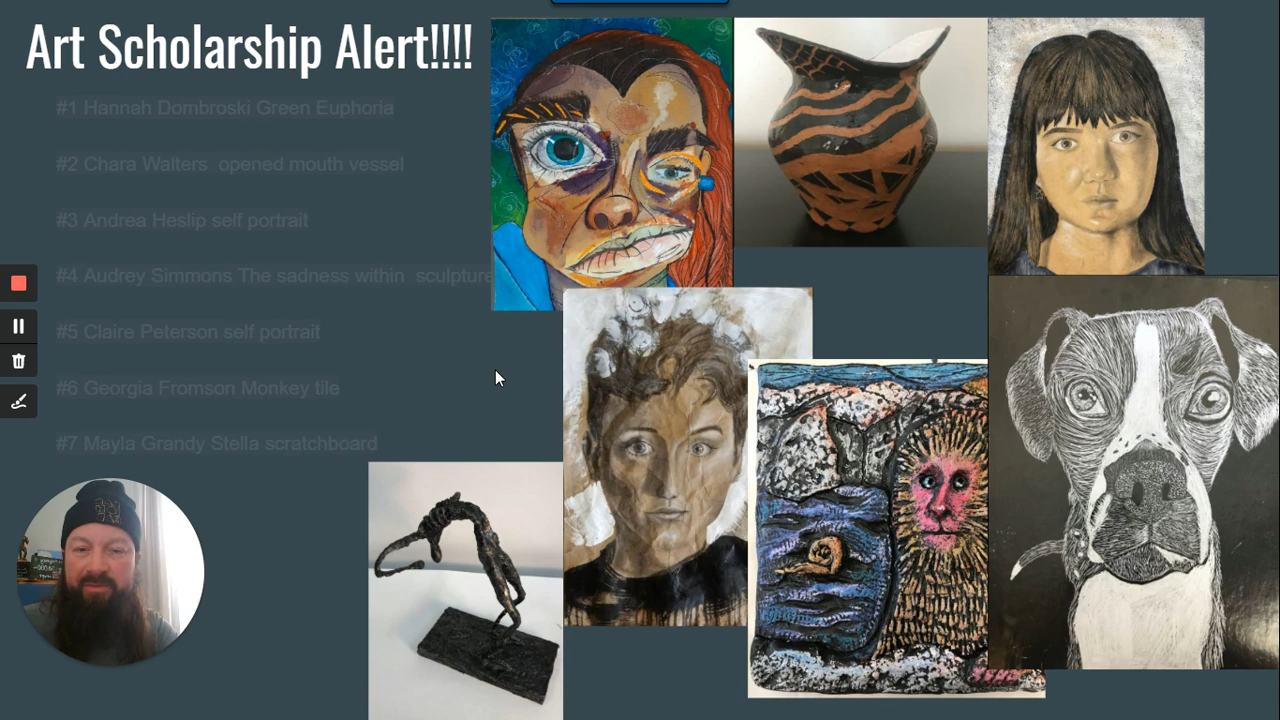 Art Scholarship Alert!!!!
#1 Hannah Dombroski Green Euphoria
#2 Chara Walters opened mouth vessel
#3 Andrea Heslip self portrait
#4 Audrey Simmons The sadness within sculpture
#5 Claire Peterson self portrait
#6 Georgia Fromson Monkey tile
#7 Mayla Grandy Stella scratchboard